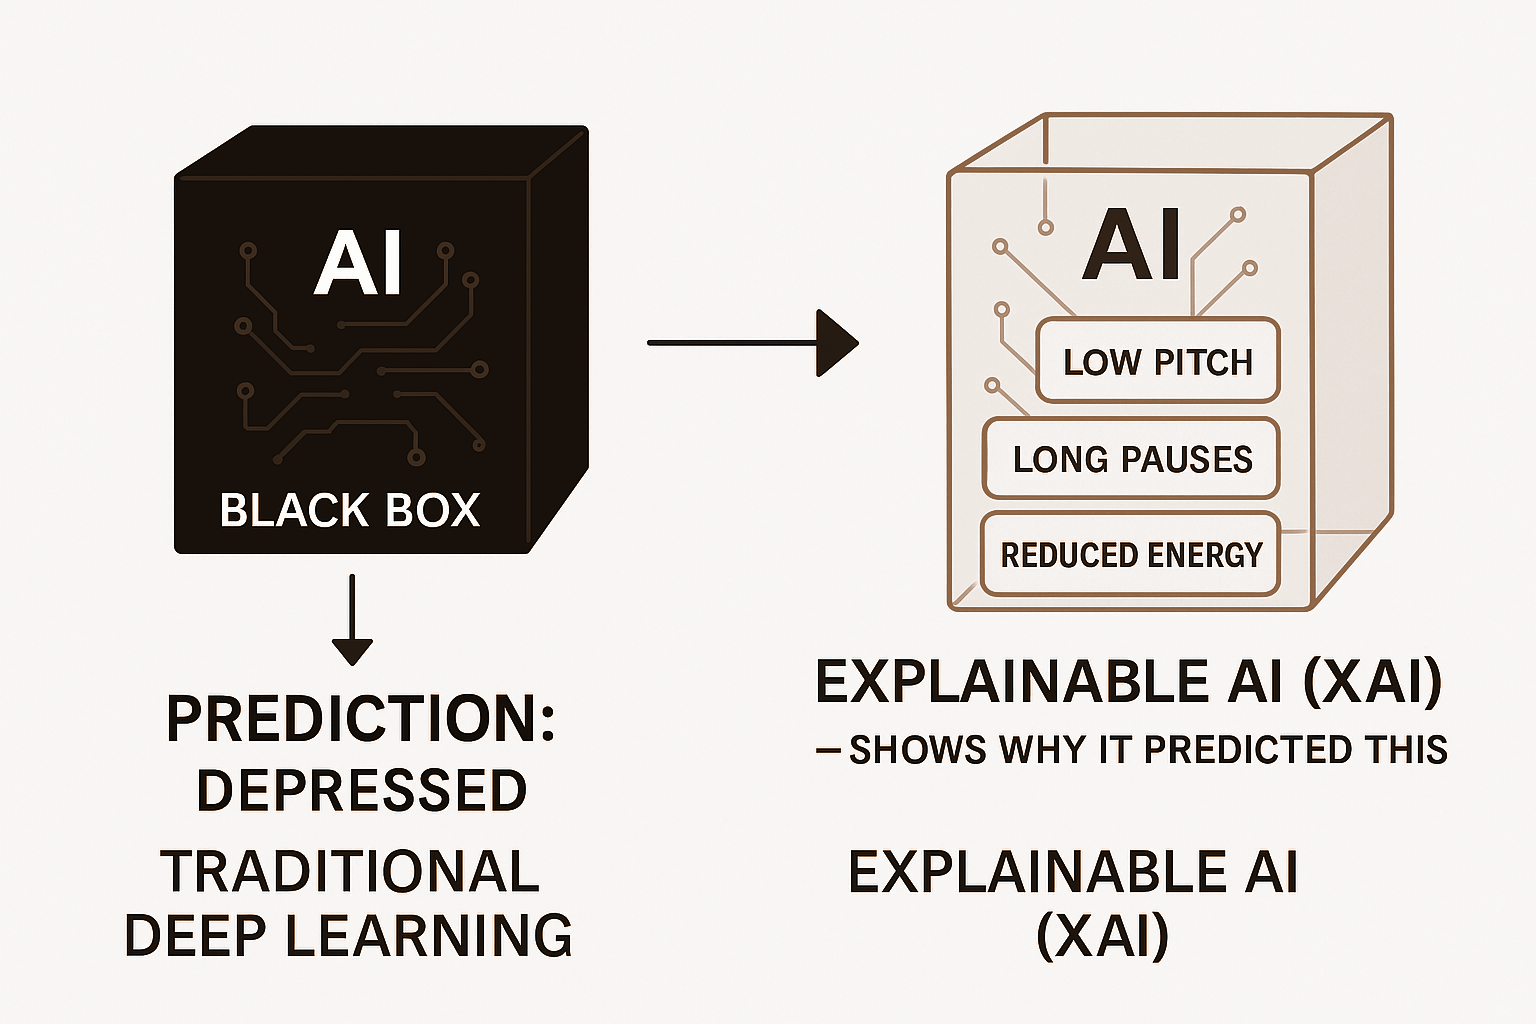 AI
BLACK BOX
PREDICTION:
DEPRESSED
TRADITIONAL
DEEP LEARNING
AI
LOW PITCH
LONG PAUSES
REDUCED ENERGY
EXPLAINABLE AI (XAI)
– SHOWS WHY IT PREDICTED THIS
EXPLAINABLE AI
(XAI)